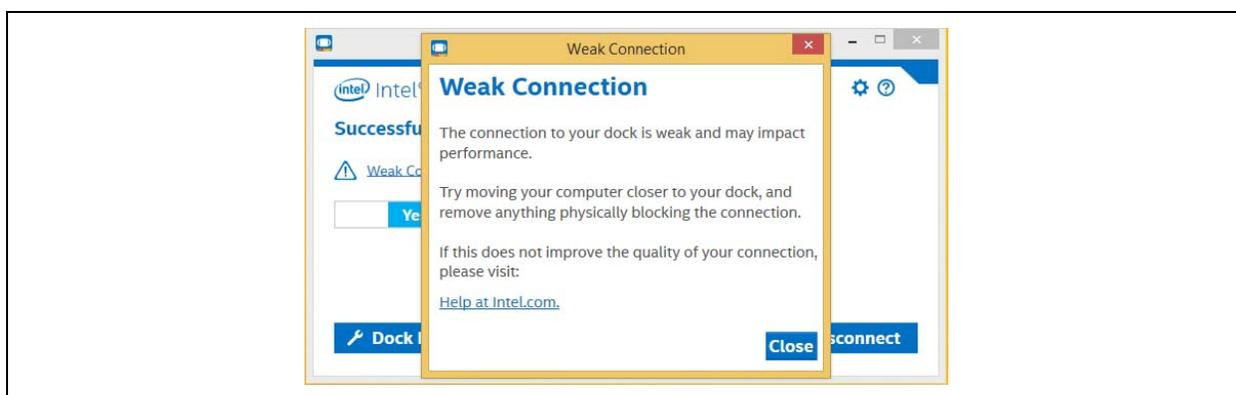 Weak Connection
intel Intel®
Weak Connection
Successfu
The connection to your dock is weak and may impact
performance.
Weak Co
Try moving your computer closer to your dock, and
remove anything physically blocking the connection.
Ye
If this does not improve the quality of your connection,
please visit:
Help at Intel.com.
Dock
Close
sconnect